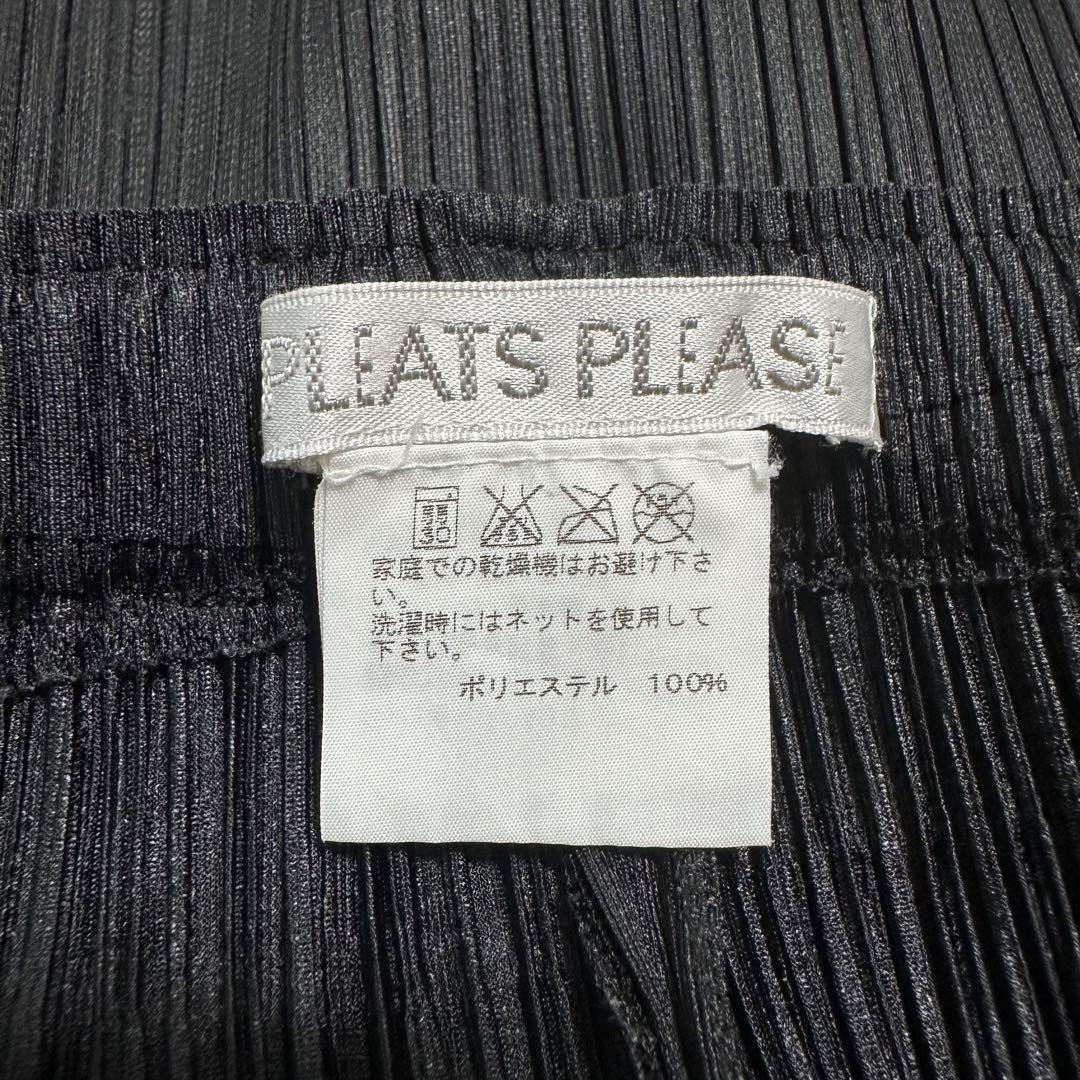 PLEATS PLEASE
30
家庭での乾燥機はお避け下さ
い。
洗濯時にはネットを使用して
下さい。
ポリエステル 100%